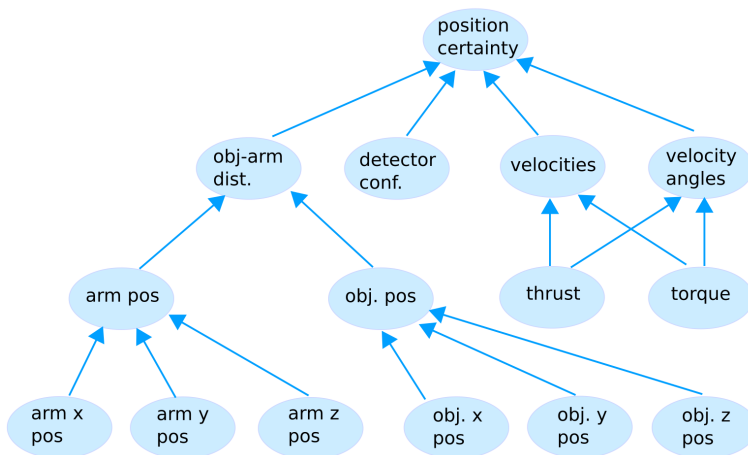 position
certainty
obj-arm
dist.
detector
conf.
velocities
velocity
angles
arm pos
obj. pos
thrust
torque
arm x
pos
arm y
pos
arm z
pos
obj. x
pos
obj. y
pos
obj. z
pos